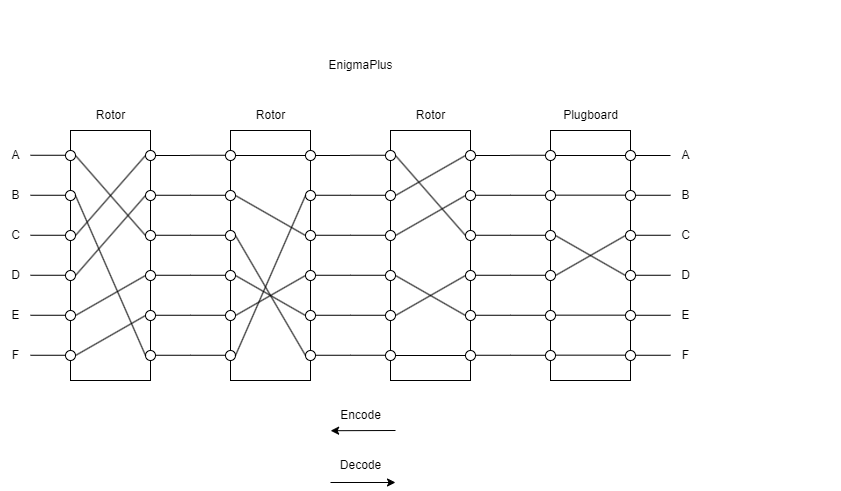 EnigmaPlus
Rotor Rotor Rotor Plugboard
A A
B B
C C
D D
E E
F F
Encode
Decode